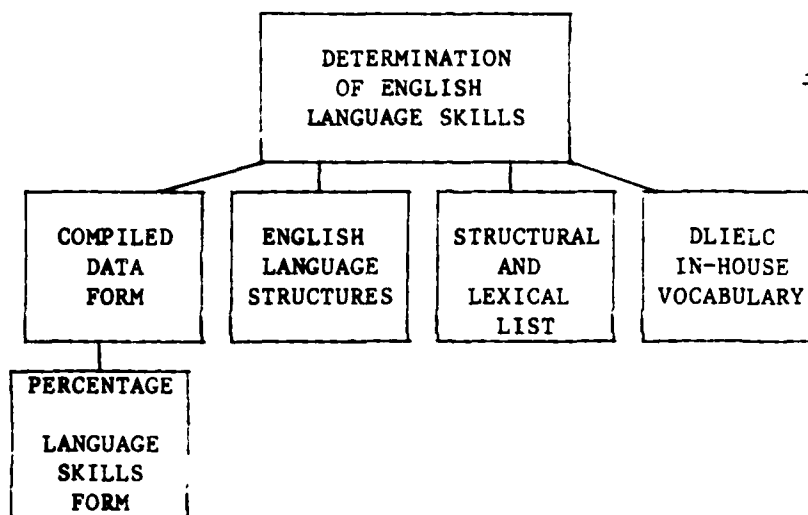 DETERMINATION
OF ENGLISH
LANGUAGE SKILLS
COMPILED
DATA
FORM
ENGLISH
LANGUAGE
STRUCTURES
STRUCTURAL
AND
LEXICAL
LIST
DLIELC
IN-HOUSE
VOCABULARY
PERCENTAGE
LANGUAGE
SKILLS
FORM